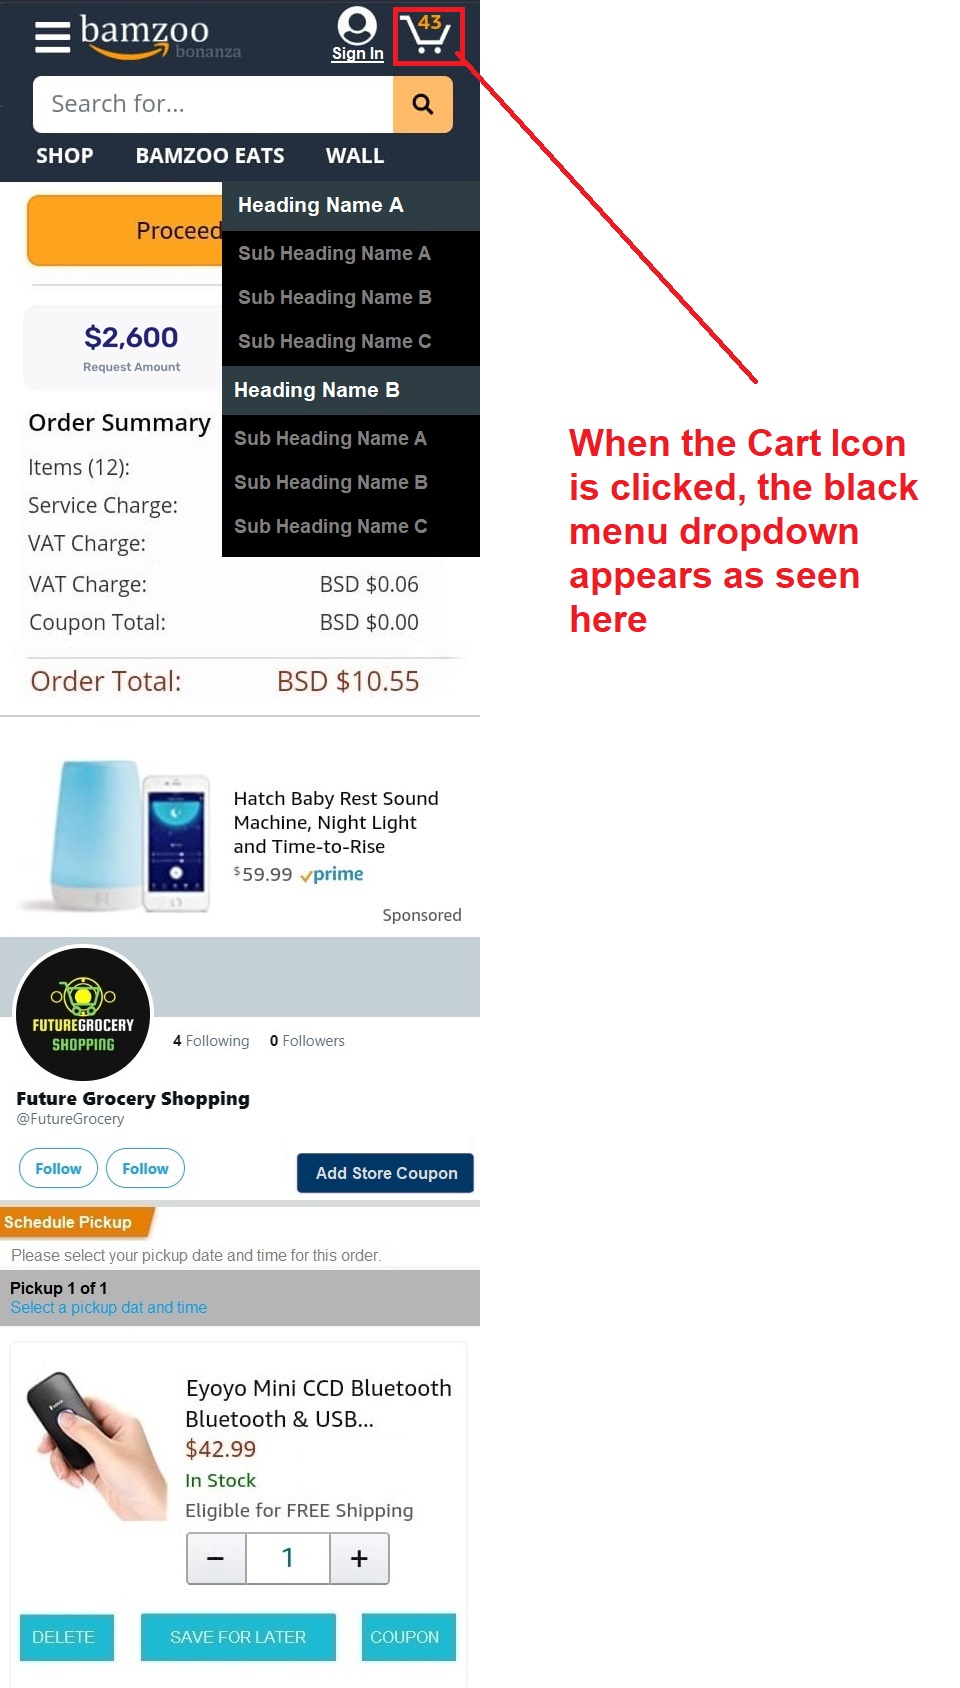 bamzoo
bonanza
Sign In
43
Search for...
SHOP BAMZOO EATS WALL
Heading Name A
Proceed
Sub Heading Name A
Sub Heading Name B
Sub Heading Name C
$2,600
Request Amount
Heading Name B
Sub Heading Name A
Sub Heading Name B
Sub Heading Name C
Order Summary
Items (12):
Service Charge:
VAT Charge:
VAT Charge: BSD $0.06
Coupon Total: BSD $0.00
Order Total: BSD $10.55
When the Cart Icon
is clicked, the black
menu dropdown
appears as seen
here
Hatch Baby Rest Sound
Machine, Night Light
and Time-to-Rise
$59.99 prime
Sponsored
FUTUREGROCERY
SHOPPING
4 Following 0 Followers
Future Grocery Shopping
@FutureGrocery
Follow Follow
Add Store Coupon
Schedule Pickup
Please select your pickup date and time for this order.
Pickup 1 of 1
Select a pickup dat and time
Eyoyo Mini CCD Bluetooth
Bluetooth & USB...
$42.99
In Stock
Eligible for FREE Shipping
− 1 +
DELETE SAVE FOR LATER COUPON